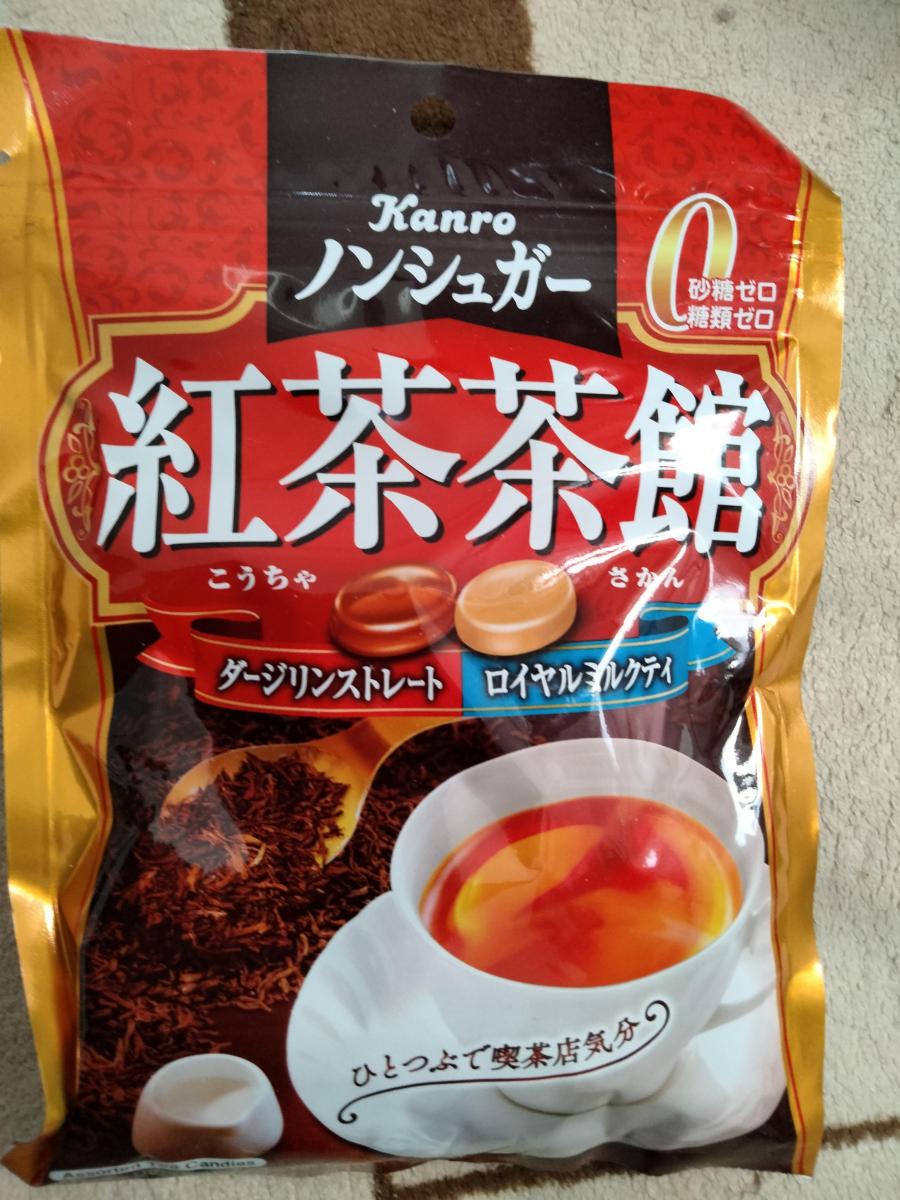 Kanro
ノンシュガー
0
砂糖ゼロ
糖類ゼロ
紅茶茶館
こうちゃ さかん
ダージリンストレート ロイヤルミルクティ
ひとつぶで喫茶店気分
Assorted Tea Candies